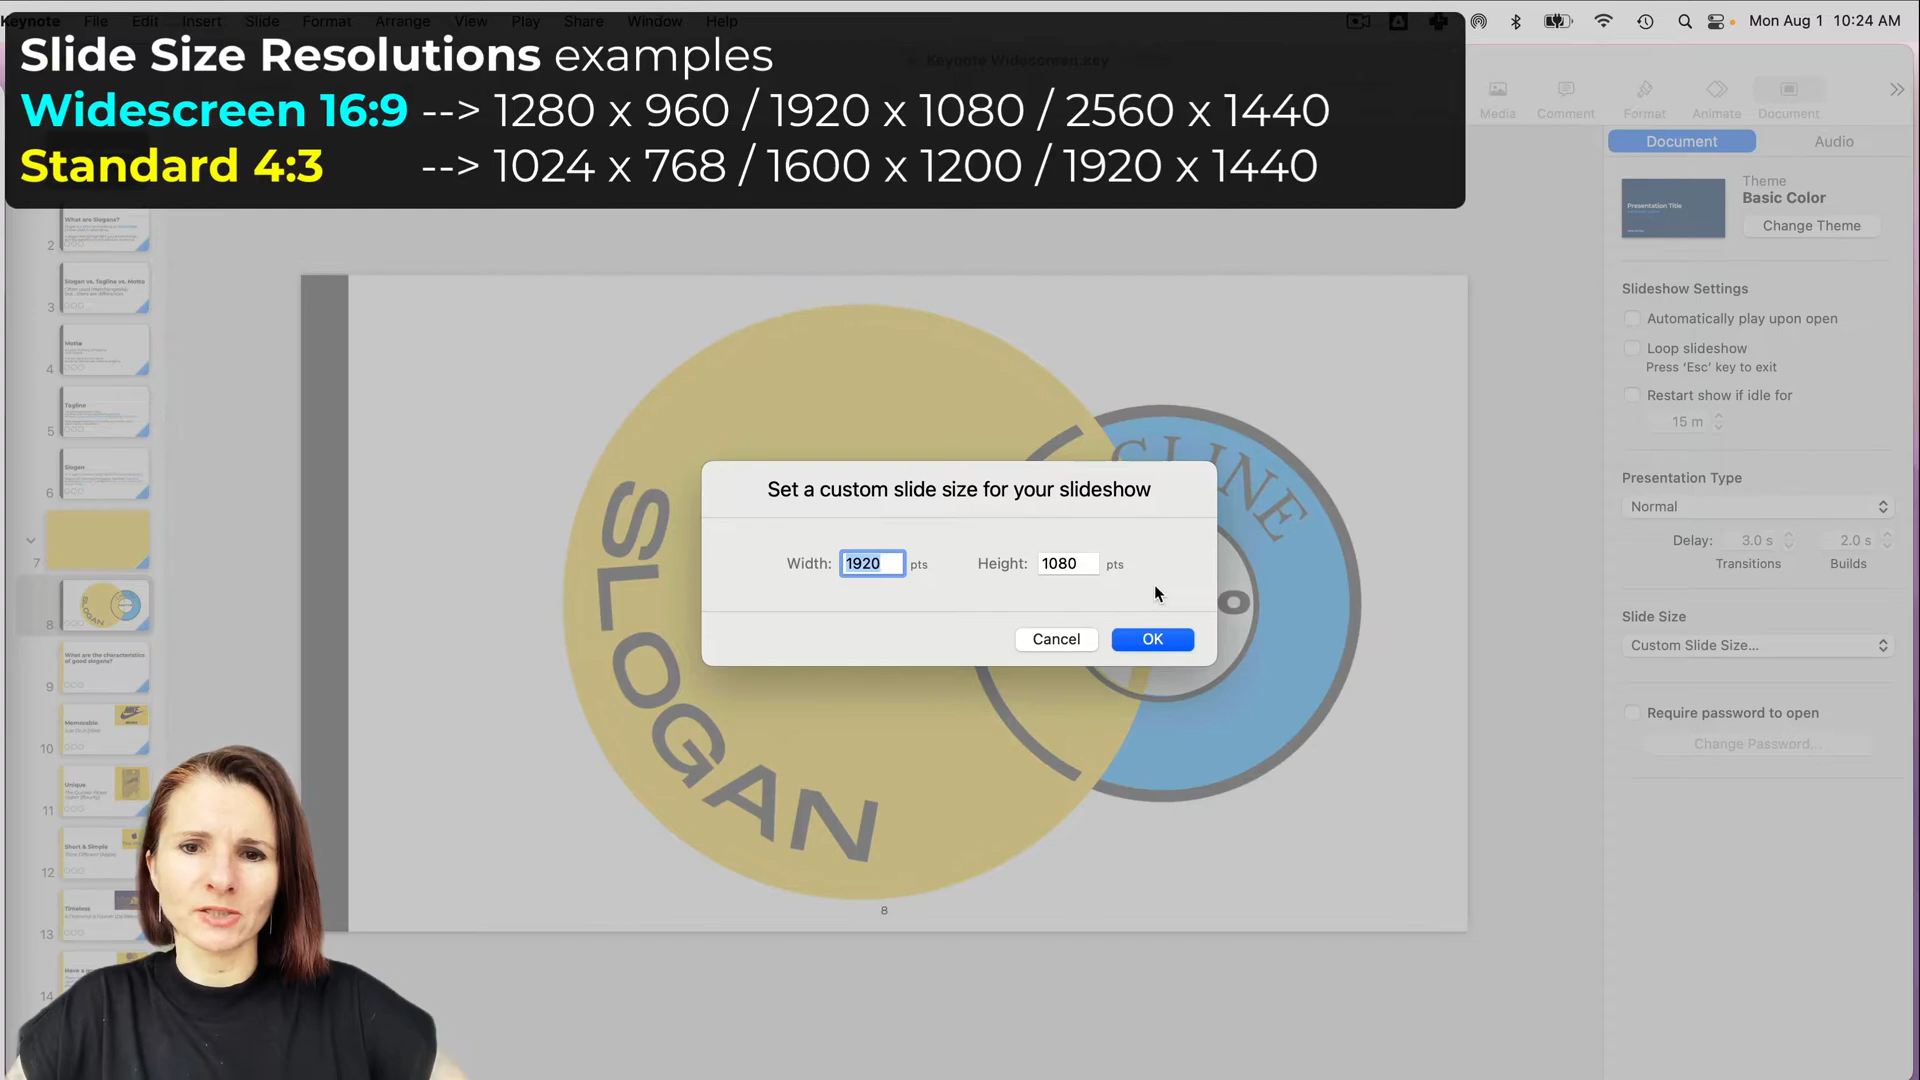 Keynote File Edit Insert Slide Format Arrange View Play Share Window Help
Mon Aug 1 10:24 AM
Slide Size Resolutions examples
Widescreen 16:9 --> 1280 x 960 / 1920 x 1080 / 2560 x 1440
Standard 4:3 --> 1024 x 768 / 1600 x 1200 / 1920 x 1440
Keynote Widescreen.key
Media Comment Format Animate Document
Document Audio
Theme
Basic Color
Change Theme
Presentation Title
Slideshow Settings
Automatically play upon open
Loop slideshow
Press ‘Esc’ key to exit
Restart show if idle for
15 m
Presentation Type
Normal
Delay: 3.0 s 2.0 s
Transitions Builds
Slide Size
Custom Slide Size...
Require password to open
Change Password...
What are Slogans?
2
Slogan vs. Tagline vs. Motto
3
Motto
4
Tagline
5
Slogan
6
7
SLOGAN
8
What are the characteristics
of good slogans?
9
Memorable
10
Unique
11
Short & Simple
12
Timeless
13
14
SLOGAN
8
Set a custom slide size for your slideshow
Width: 1920 pts Height: 1080 pts
Cancel OK